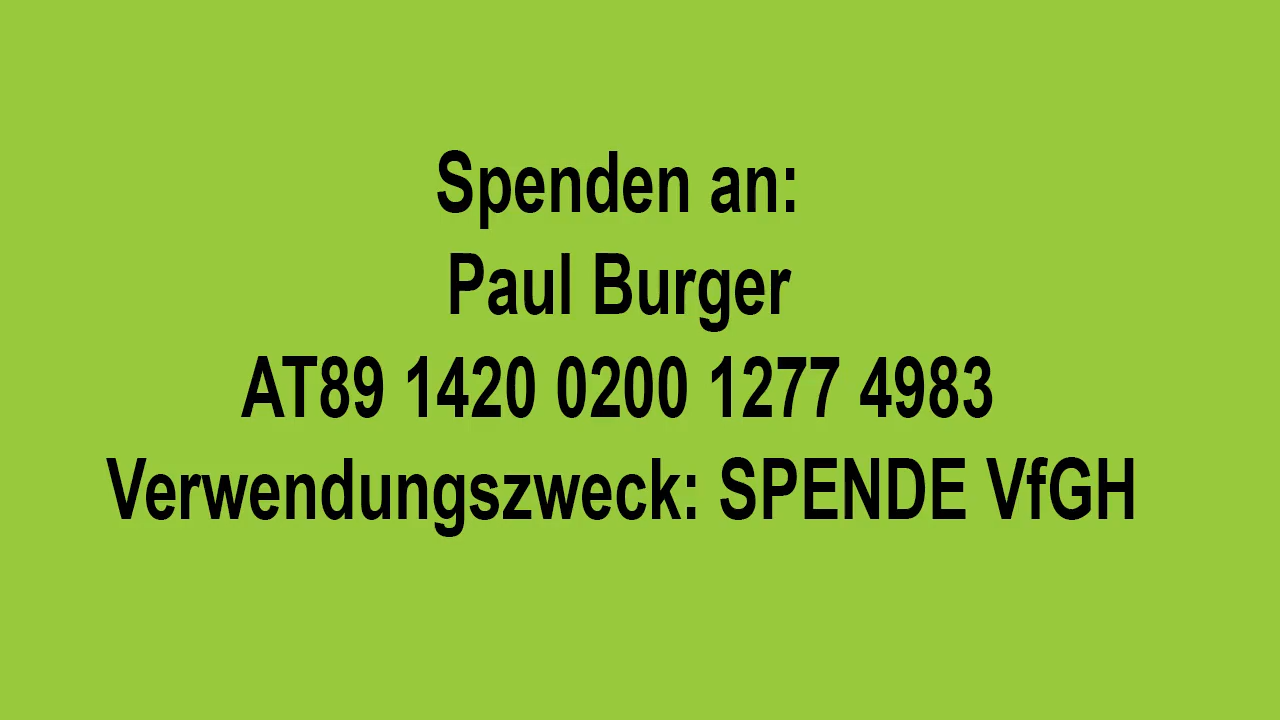 Spenden an:
Paul Burger
AT89 1420 0200 1277 4983
Verwendungszweck: SPENDE VfGH